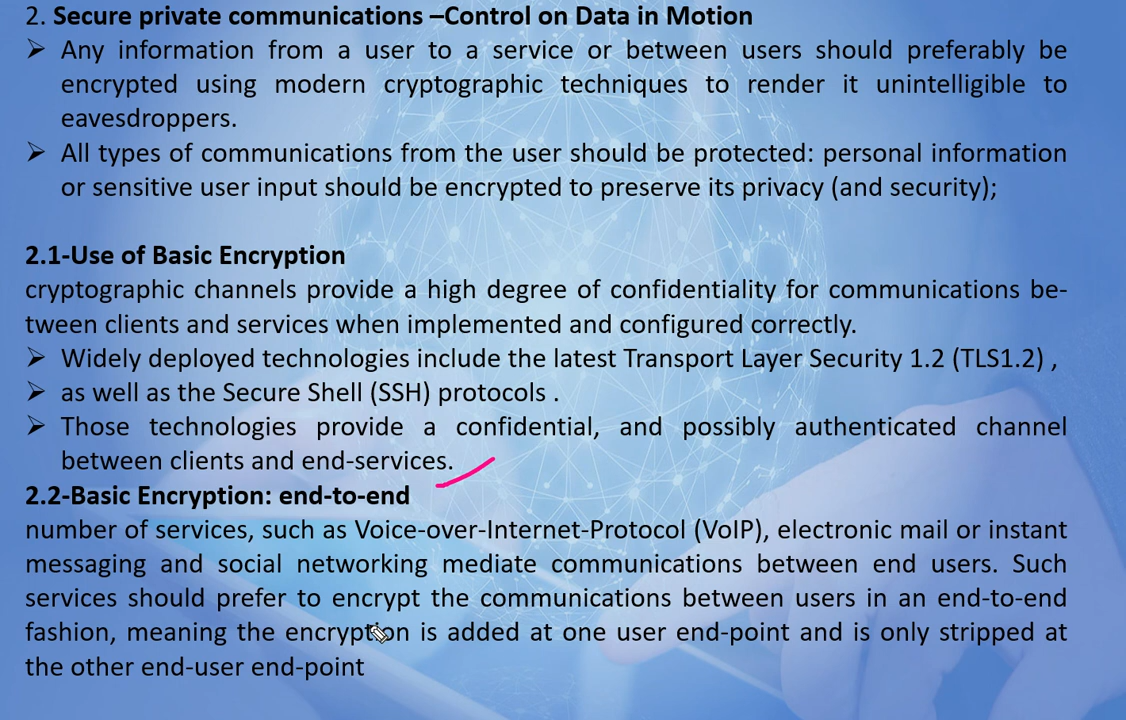 2. Secure private communications –Control on Data in Motion
➢ Any information from a user to a service or between users should preferably be
encrypted using modern cryptographic techniques to render it unintelligible to
eavesdroppers.
➢ All types of communications from the user should be protected: personal information
or sensitive user input should be encrypted to preserve its privacy (and security);
2.1-Use of Basic Encryption
cryptographic channels provide a high degree of confidentiality for communications be-
tween clients and services when implemented and configured correctly.
➢ Widely deployed technologies include the latest Transport Layer Security 1.2 (TLS1.2) ,
➢ as well as the Secure Shell (SSH) protocols .
➢ Those technologies provide a confidential, and possibly authenticated channel
between clients and end-services.
2.2-Basic Encryption: end-to-end
number of services, such as Voice-over-Internet-Protocol (VoIP), electronic mail or instant
messaging and social networking mediate communications between end users. Such
services should prefer to encrypt the communications between users in an end-to-end
fashion, meaning the encryption is added at one user end-point and is only stripped at
the other end-user end-point